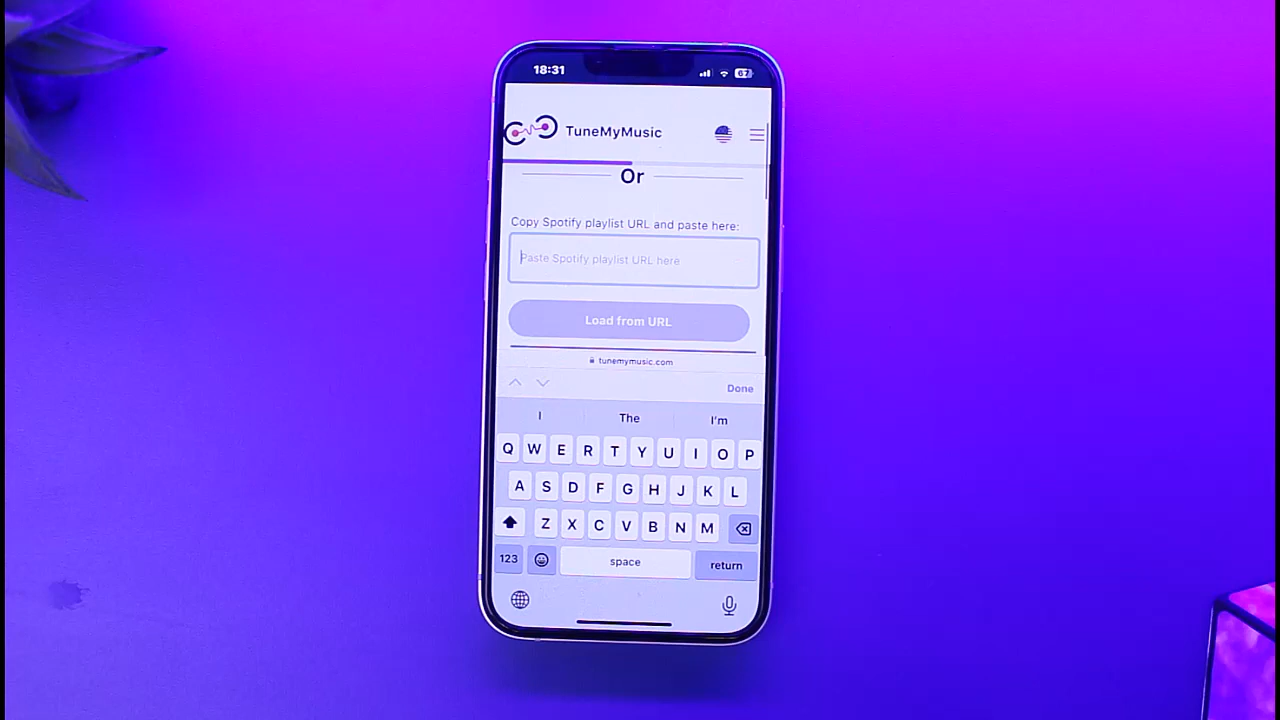 18:31
67
TuneMyMusic
Or
Copy Spotify playlist URL and paste here:
Paste Spotify playlist URL here
Load from URL
tunemymusic.com
Done
I The I'm
Q W E R T Y U I O P
A S D F G H J K L
Z X C V B N M
123 space return